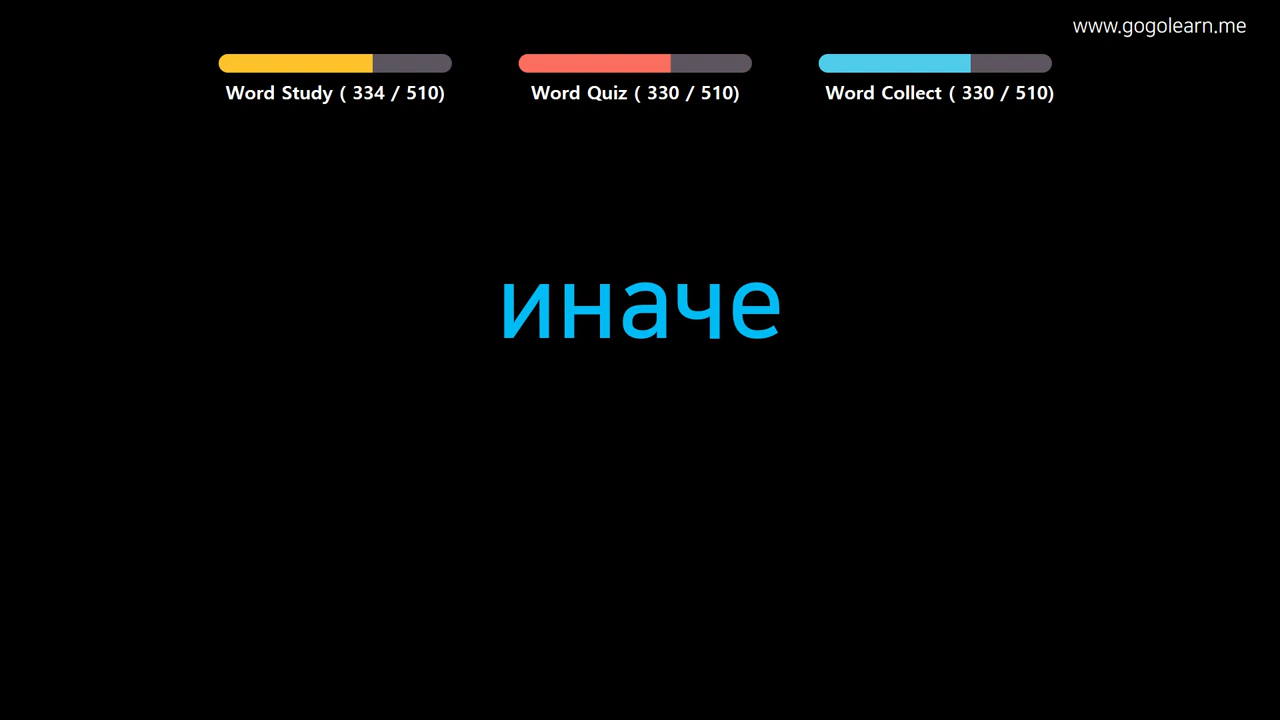 www.gogolearn.me
Word Study ( 334 / 510)
Word Quiz ( 330 / 510)
Word Collect ( 330 / 510)
иначе